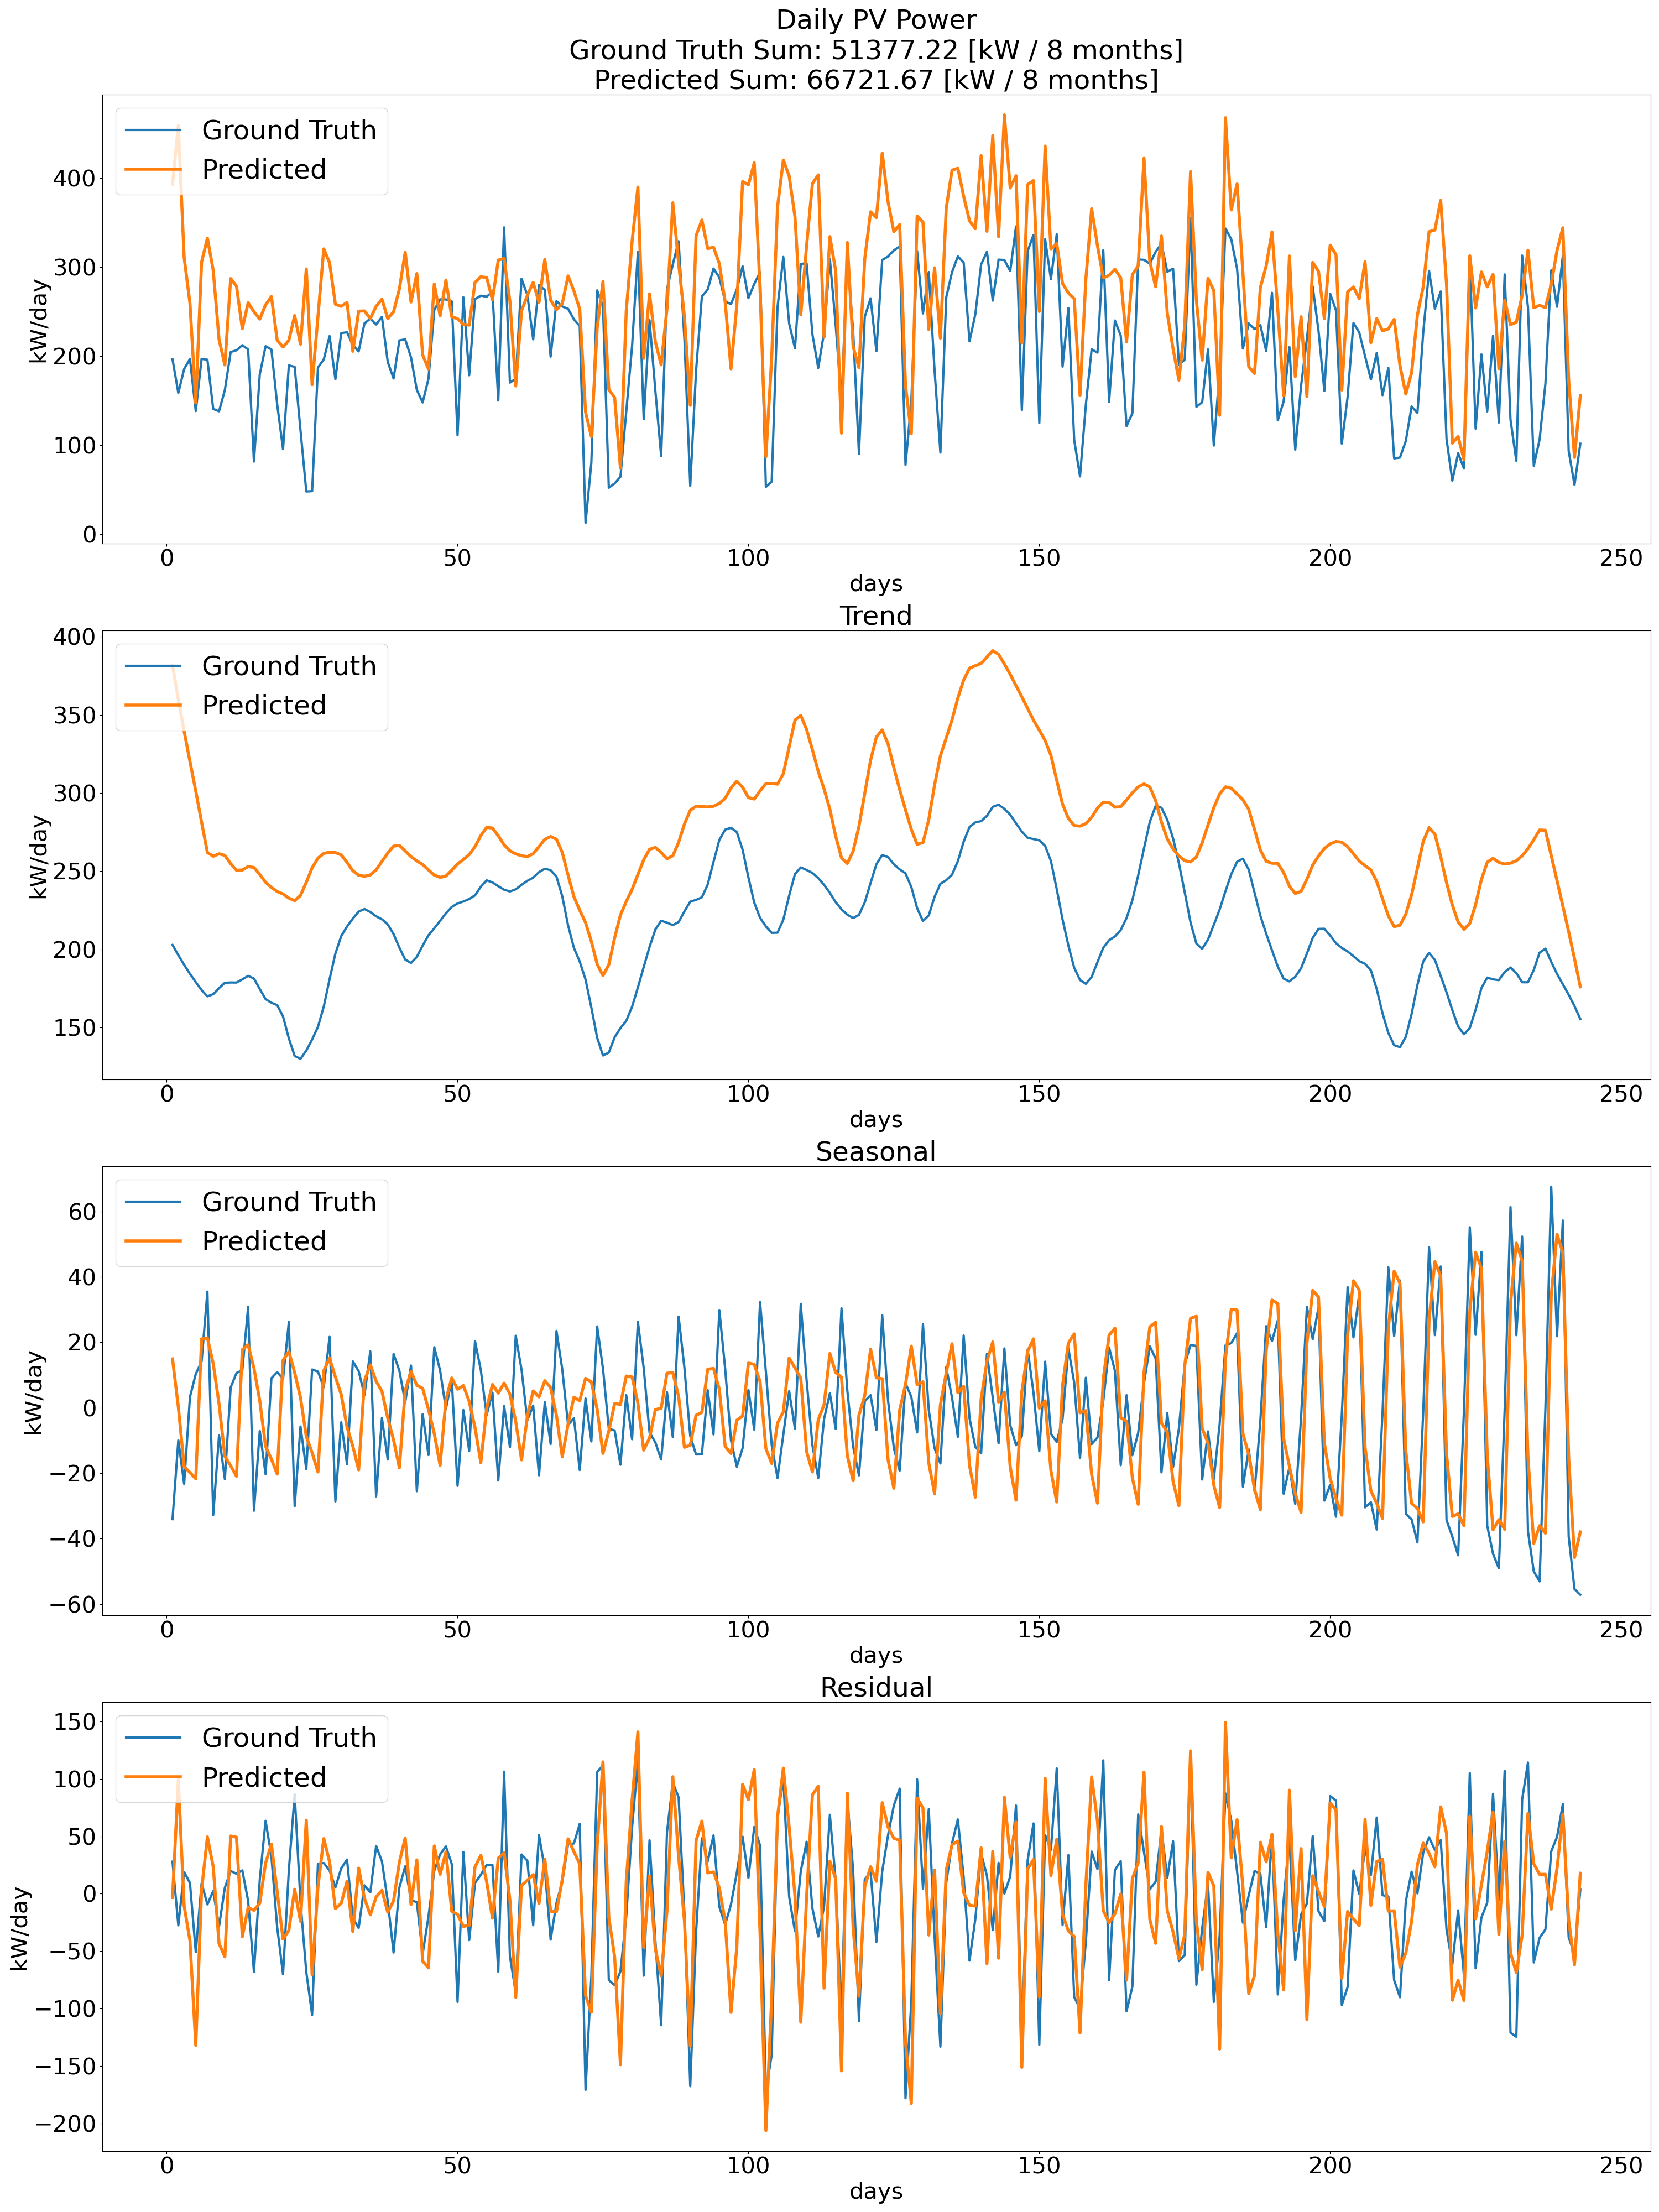 Daily PV Power
Ground Truth Sum: 51377.22 [kW / 8 months]
Predicted Sum: 66721.67 [kW / 8 months]
Ground Truth
Predicted
kW/day
400
300
200
100
0
0 50 100 150 200 250
days
Trend
Ground Truth
Predicted
kW/day
400
350
300
250
200
150
0 50 100 150 200 250
days
Seasonal
Ground Truth
Predicted
kW/day
60
40
20
0
−20
−40
−60
0 50 100 150 200 250
days
Residual
Ground Truth
Predicted
kW/day
150
100
50
0
−50
−100
−150
−200
0 50 100 150 200 250
days